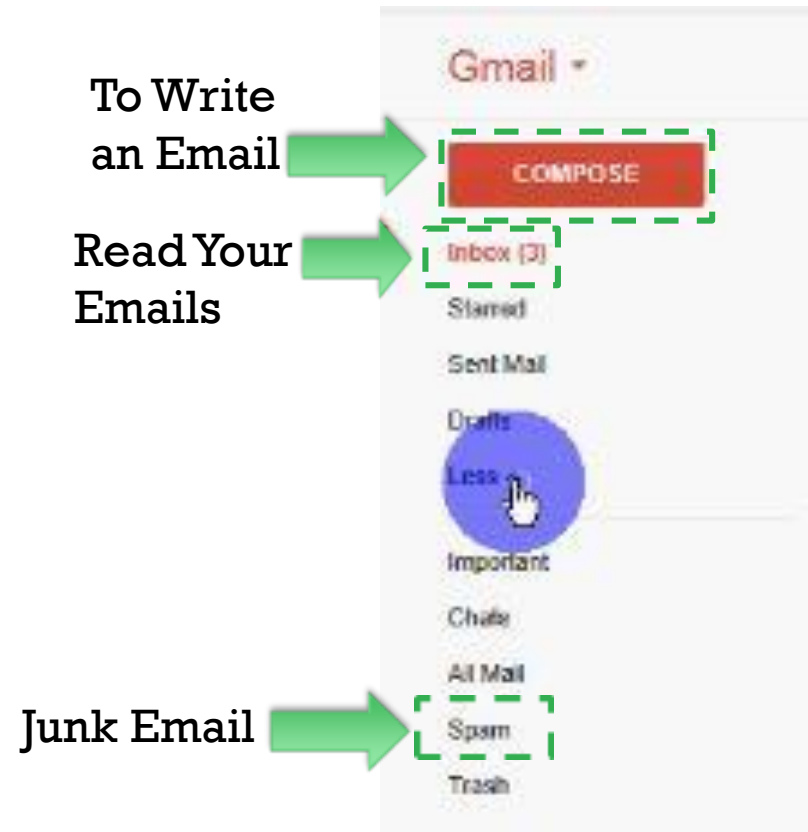 Gmail
To Write
an Email
COMPOSE
Read Your
Emails
Inbox (3)
Starred
Sent Mail
Drafts
Less
Important
Chats
All Mail
Junk Email
Spam
Trash